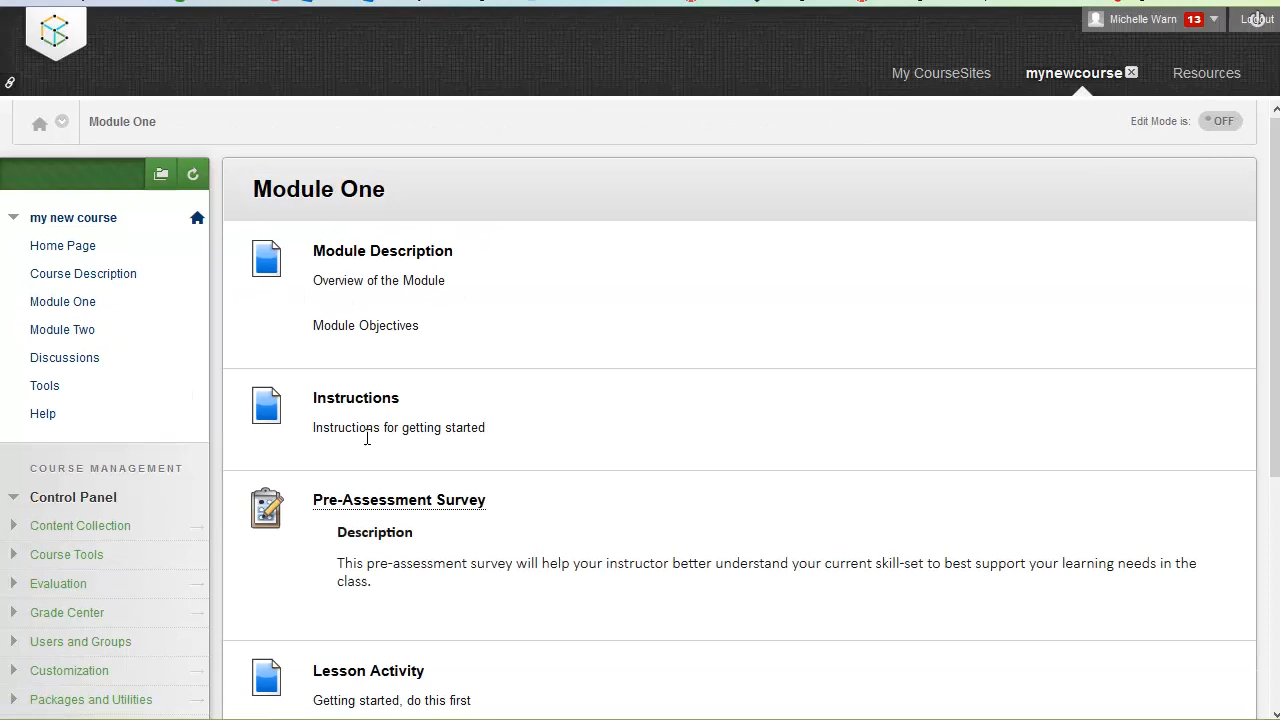 Michelle Warn 13 Logout
My CourseSites mynewcourse Resources
Module One
Edit Mode is: OFF
my new course
Home Page
Course Description
Module One
Module Two
Discussions
Tools
Help
COURSE MANAGEMENT
Control Panel
Content Collection
Course Tools
Evaluation
Grade Center
Users and Groups
Customization
Packages and Utilities
Module One
Module Description
Overview of the Module
Module Objectives
Instructions
Instructions for getting started
Pre-Assessment Survey
Description
This pre-assessment survey will help your instructor better understand your current skill-set to best support your learning needs in the
class.
Lesson Activity
Getting started, do this first